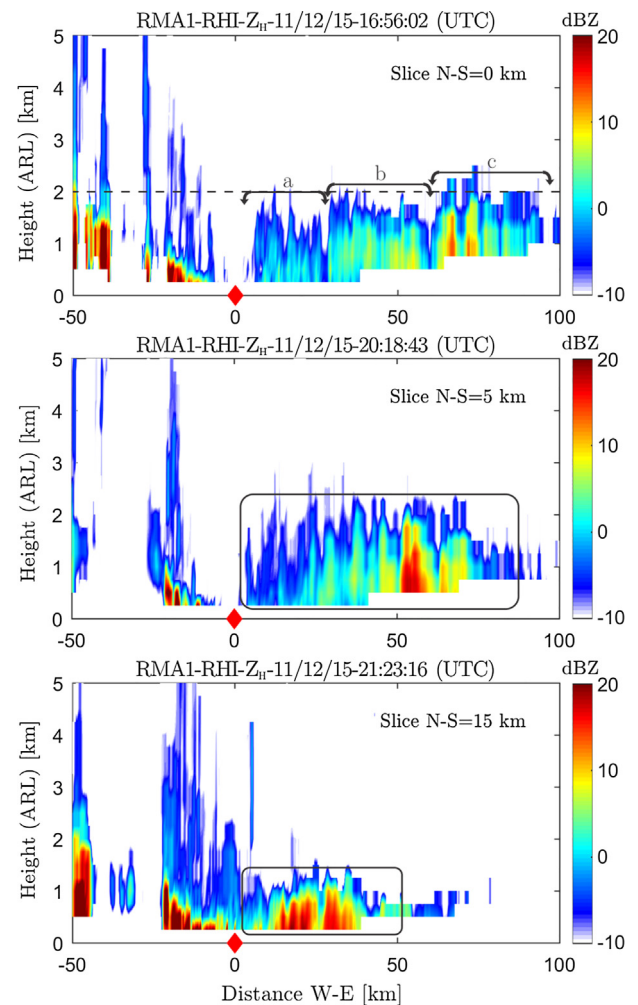 RMA1-RHI-Z_H-11/12/15-16:56:02 (UTC)
dBZ
Slice N-S=0 km
a
b
c
Height (ARL) [km]
5
4
3
2
1
0
-50
0
50
100
20
10
0
-10
RMA1-RHI-Z_H-11/12/15-20:18:43 (UTC)
dBZ
Slice N-S=5 km
Height (ARL) [km]
5
4
3
2
1
0
-50
0
50
100
20
10
0
-10
RMA1-RHI-Z_H-11/12/15-21:23:16 (UTC)
dBZ
Slice N-S=15 km
Height (ARL) [km]
5
4
3
2
1
0
-50
0
50
100
20
10
0
-10
Distance W-E [km]